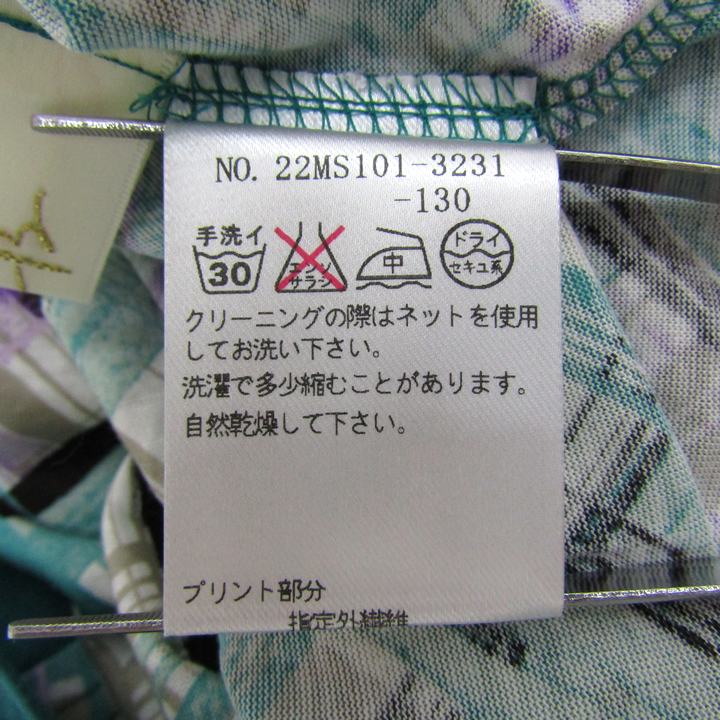 NO. 22MS101-3231
-130
手洗イ
30
エンソ
サラシ
中
ドライ
セキユ系
クリーニングの際はネットを使用
してお洗い下さい。
洗濯で多少縮むことがあります。
自然乾燥して下さい。
プリント部分
指定外繊維